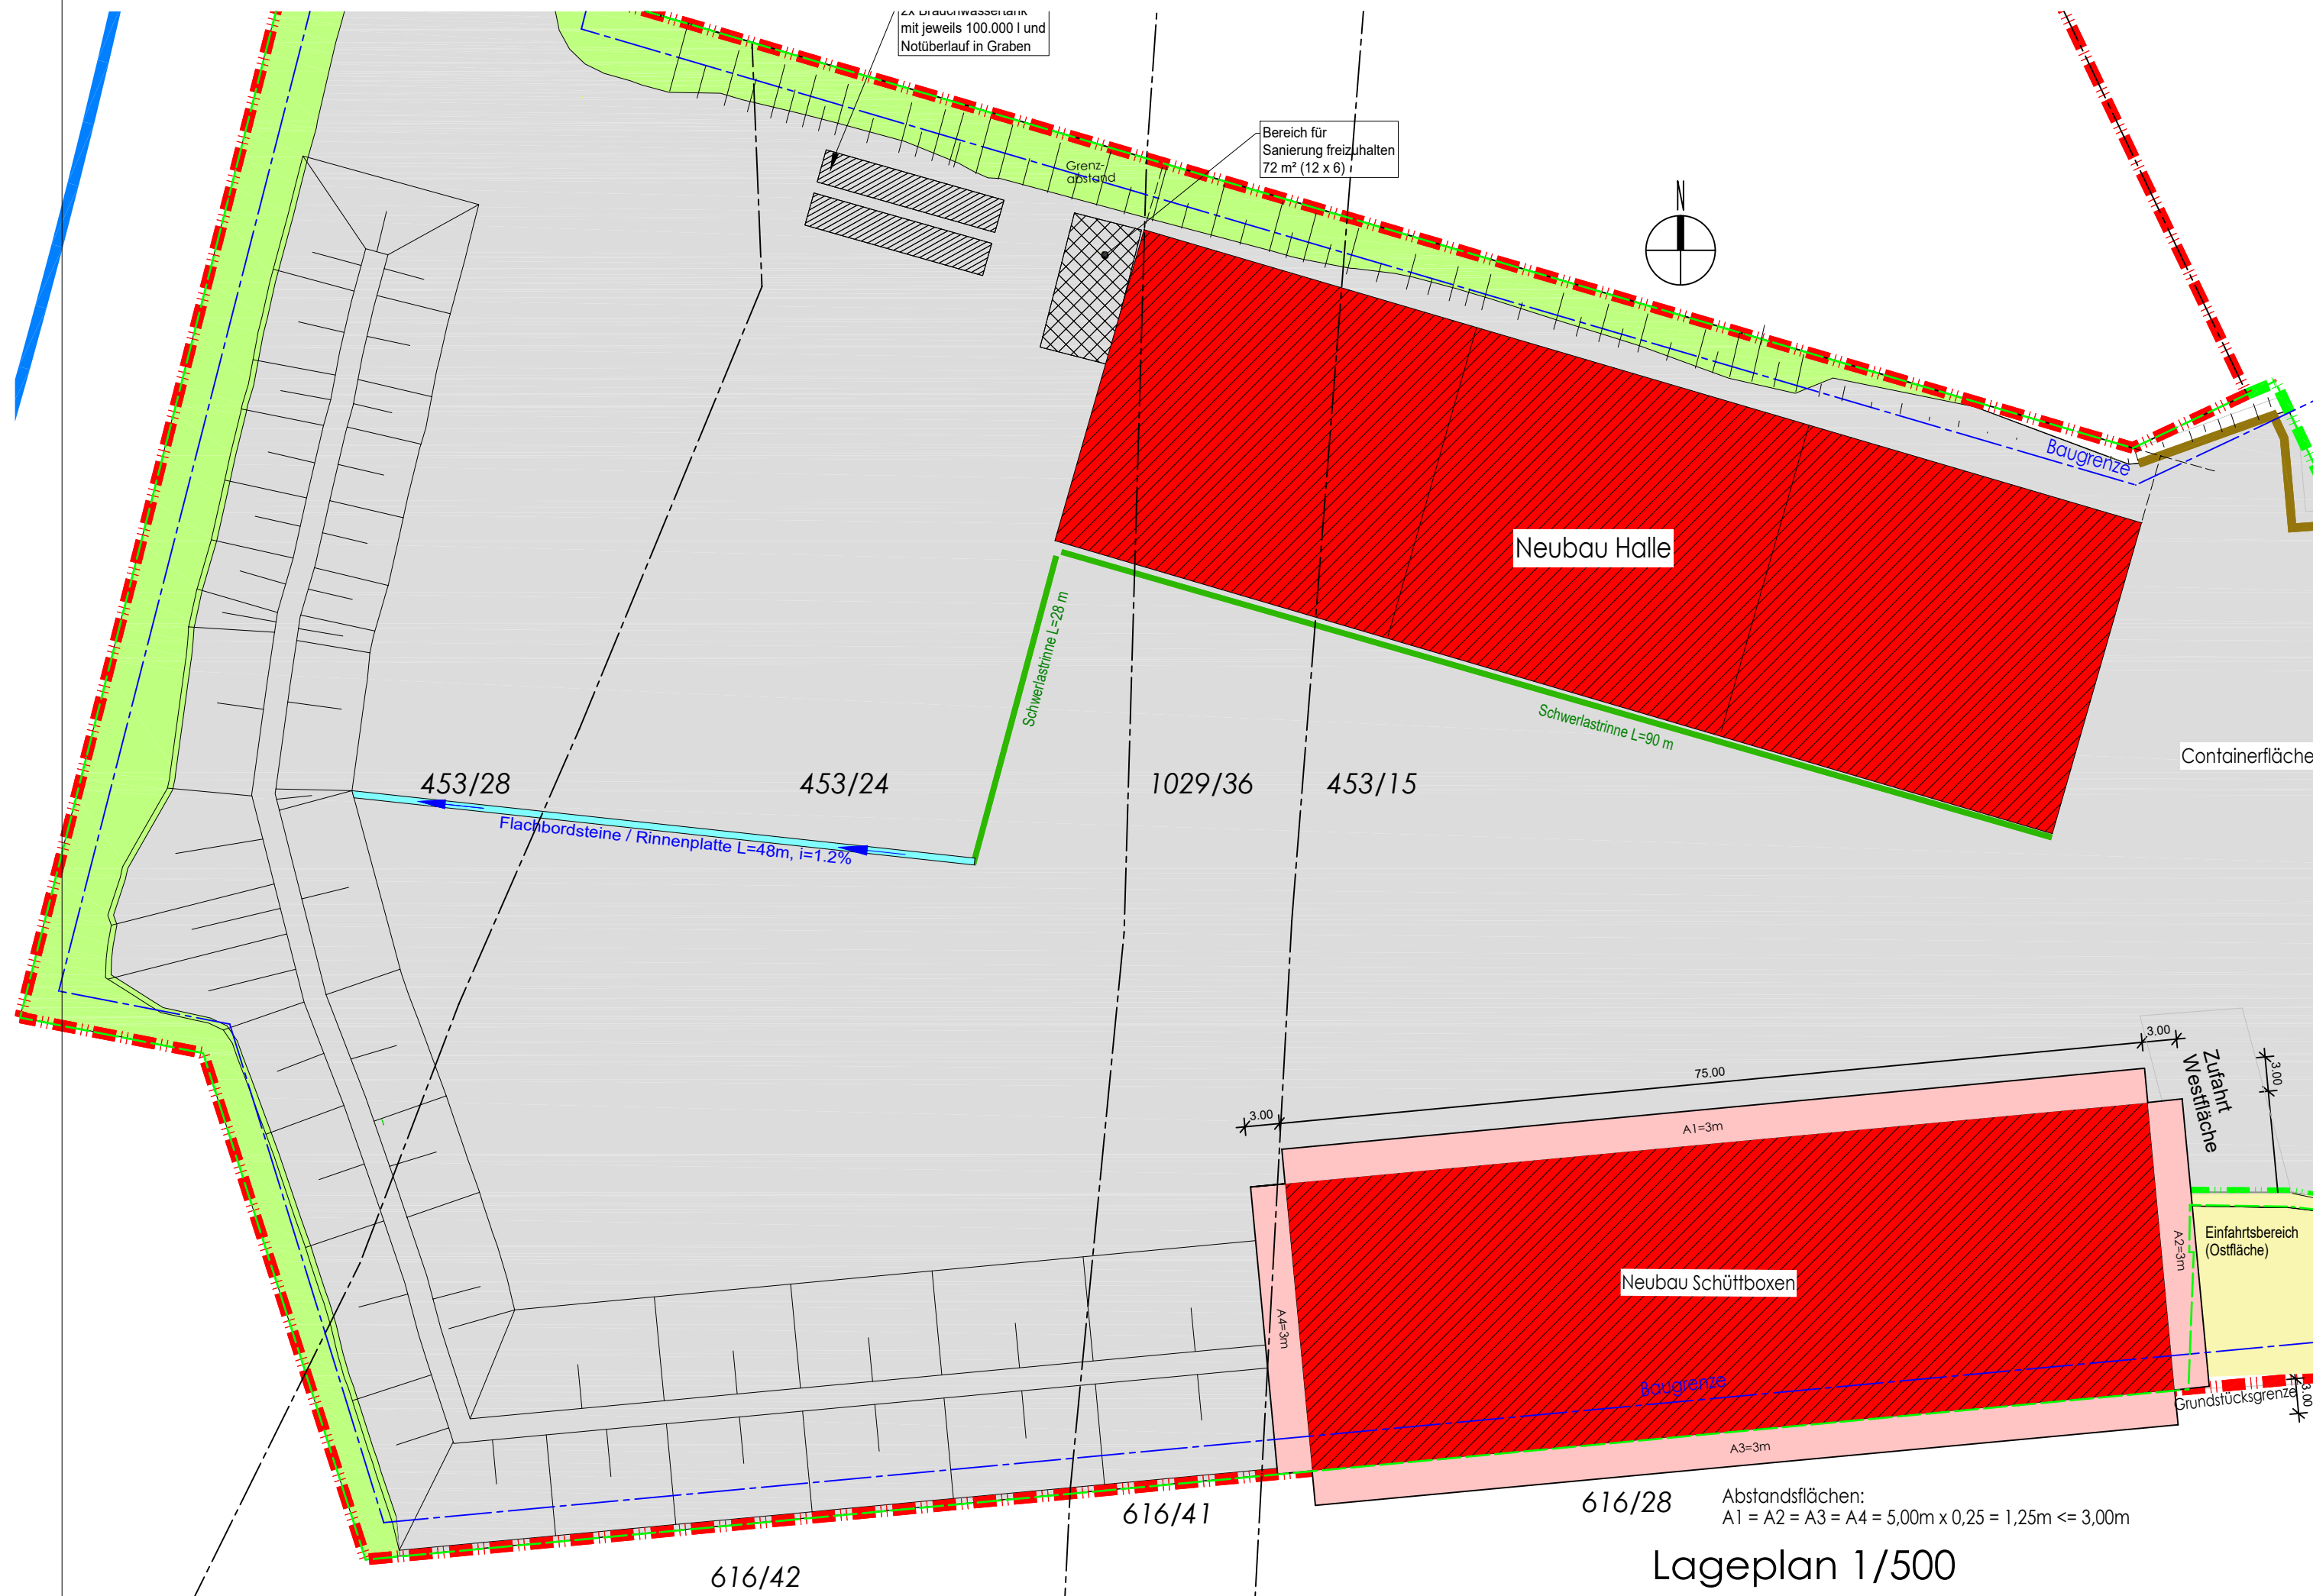 2x Brauchwassertank
mit jeweils 100.000 l und
Notüberlauf in Graben
Bereich für
Sanierung freizuhalten
72 m² (12 x 6)
Grenz-
abstand
N
Baugrenze
Neubau Halle
Schwerlastrinne L=28 m
Schwerlastrinne L=90 m
Containerfläche
453/28
453/24
1029/36
453/15
Flachbordsteine / Rinnenplatte L=48m, i=1.2%
3.00
75.00
3.00
3.00
Zufahrt
Westfläche
A1=3m
A2=3m
Einfahrtsbereich
(Ostfläche)
Neubau Schüttboxen
A4=3m
Baugrenze
Grundstücksgrenze
3.00
A3=3m
616/41
616/28
616/42
Abstandsflächen:
A1 = A2 = A3 = A4 = 5,00m x 0,25 = 1,25m <= 3,00m
Lageplan 1/500